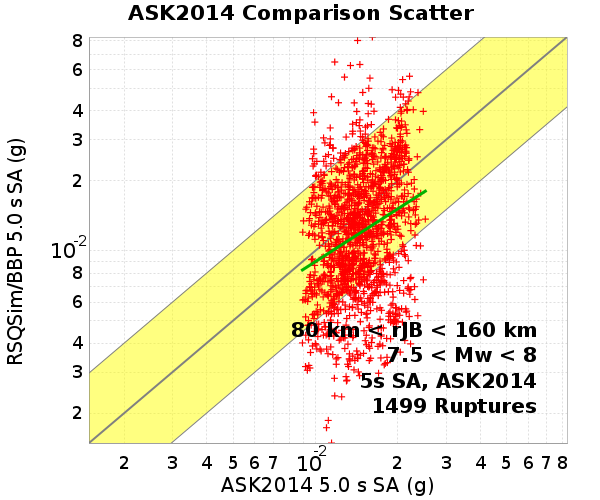 ASK2014 Comparison Scatter
RSQSim/BBP 5.0 s SA (g)
8
6
4
3
2
10-2
8
6
4
3
2
80 km < rJB < 160 km
7.5 < Mw < 8
5s SA, ASK2014
1499 Ruptures
2 3 4 5 6 7 10-2 2 3 4 5 6 7 8
ASK2014 5.0 s SA (g)